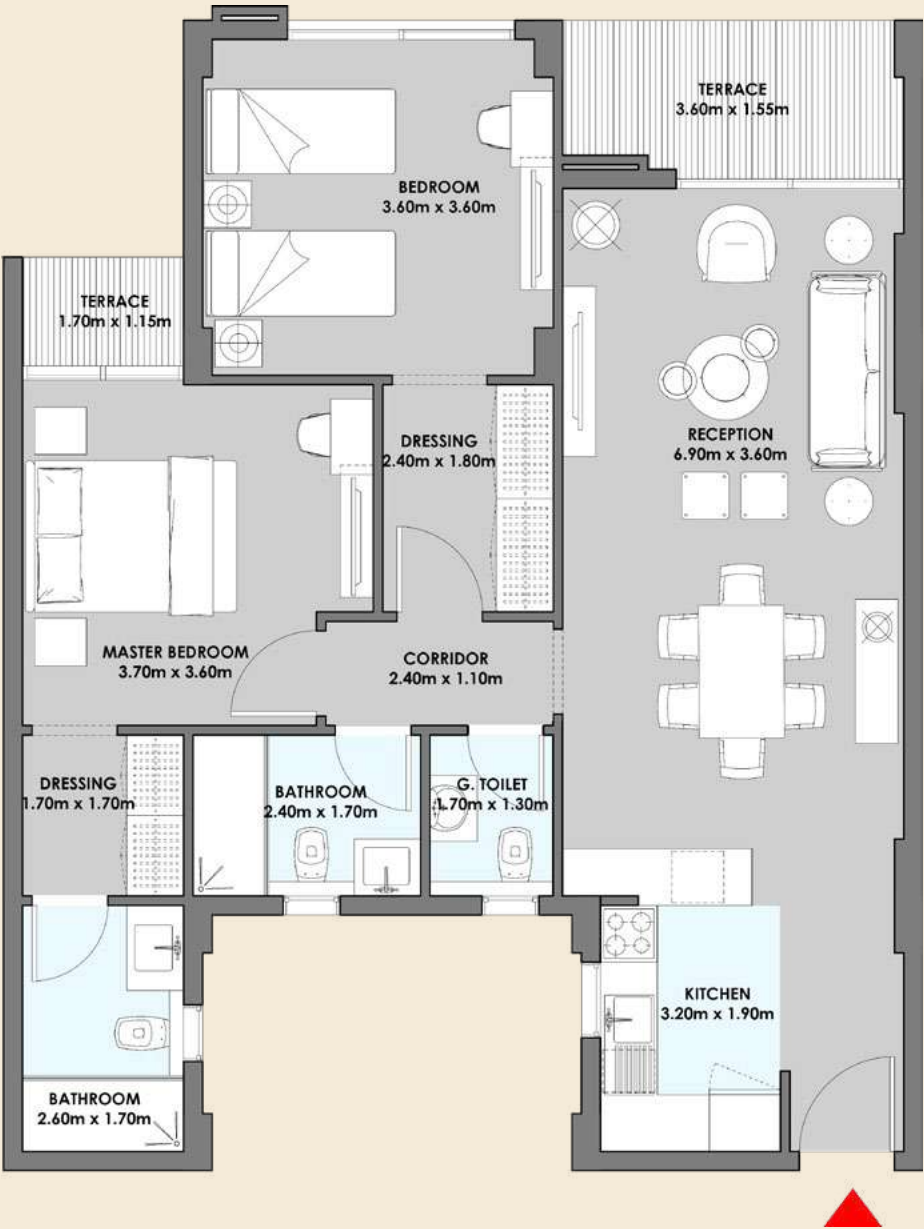 TERRACE
3.60m x 1.55m
BEDROOM
3.60m x 3.60m
TERRACE
1.70m x 1.15m
RECEPTION
6.90m x 3.60m
DRESSING
2.40m x 1.80m
MASTER BEDROOM
3.70m x 3.60m
CORRIDOR
2.40m x 1.10m
DRESSING
1.70m x 1.70m
BATHROOM
2.40m x 1.70m
G. TOILET
1.70m x 1.30m
KITCHEN
3.20m x 1.90m
BATHROOM
2.60m x 1.70m